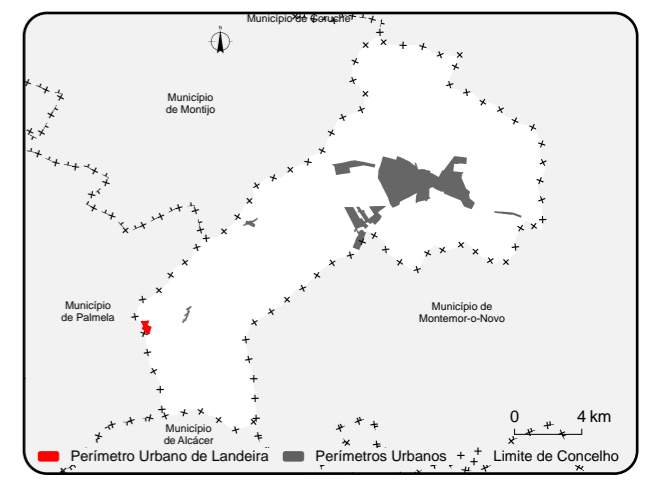 Município de Coruche
N
Município
de Montijo
Município
de Palmela
Município de
Montemor-o-Novo
Município
de Alcácer
0 4 km
Perímetro Urbano de Landeira Perímetros Urbanos Limite de Concelho